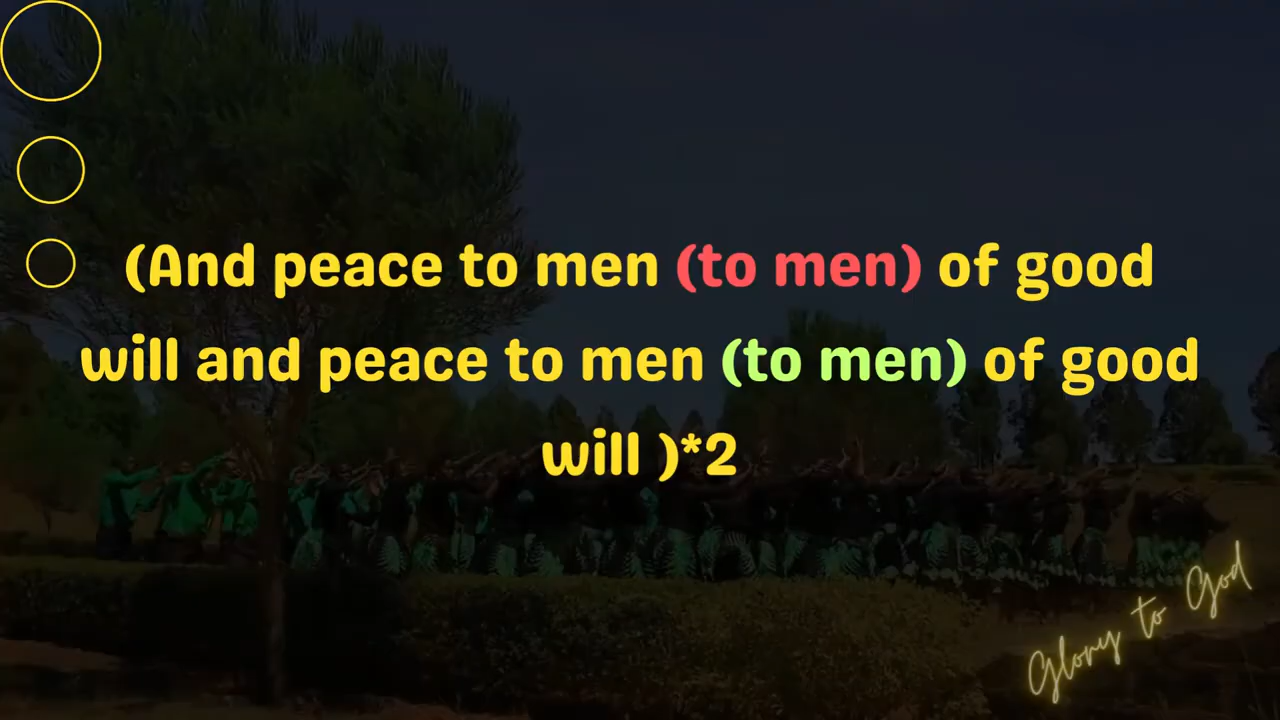 (And peace to men (to men) of good
will and peace to men (to men) of good
will )*2
Glory to God